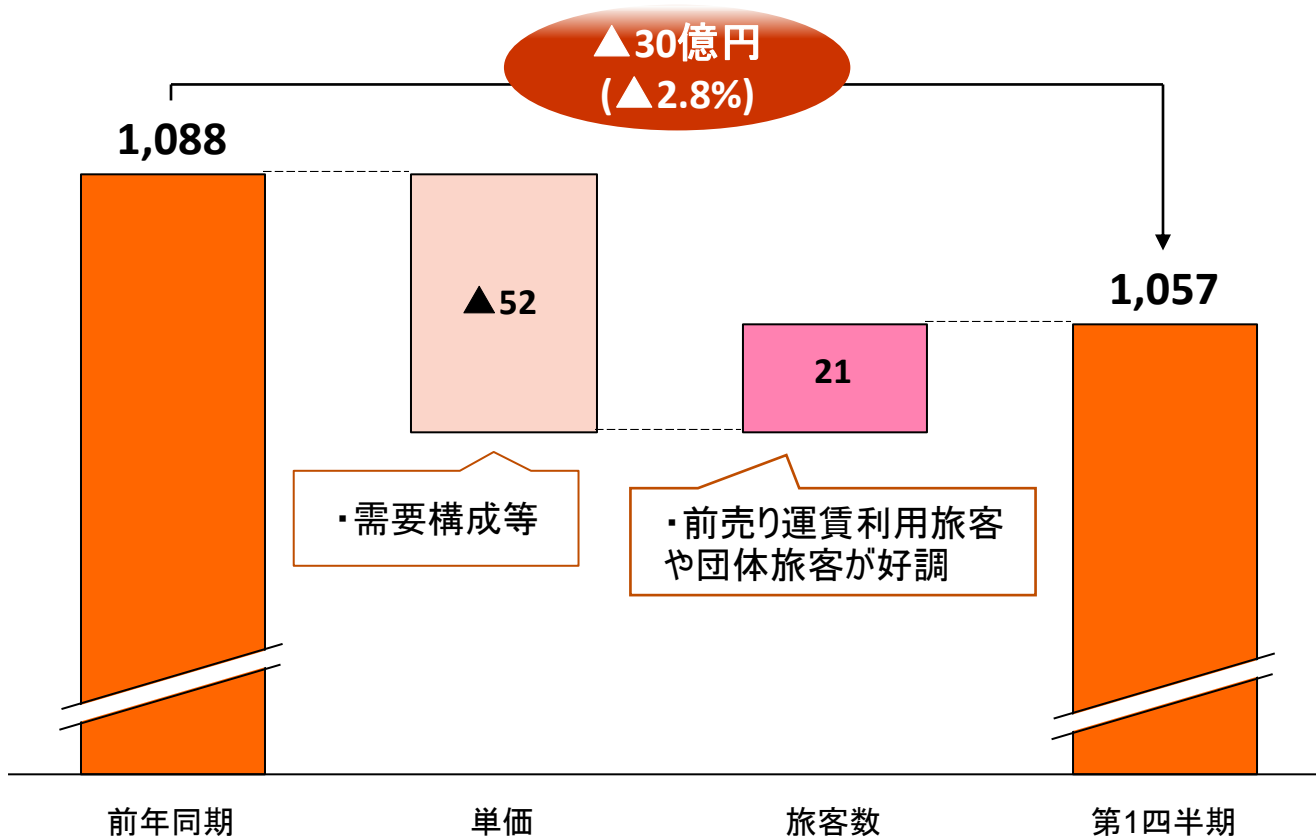 ▲30億円
(▲2.8%)
1,088
▲52
21
1,057
・需要構成等
・前売り運賃利用旅客
や団体旅客が好調
前年同期
単価
旅客数
第1四半期